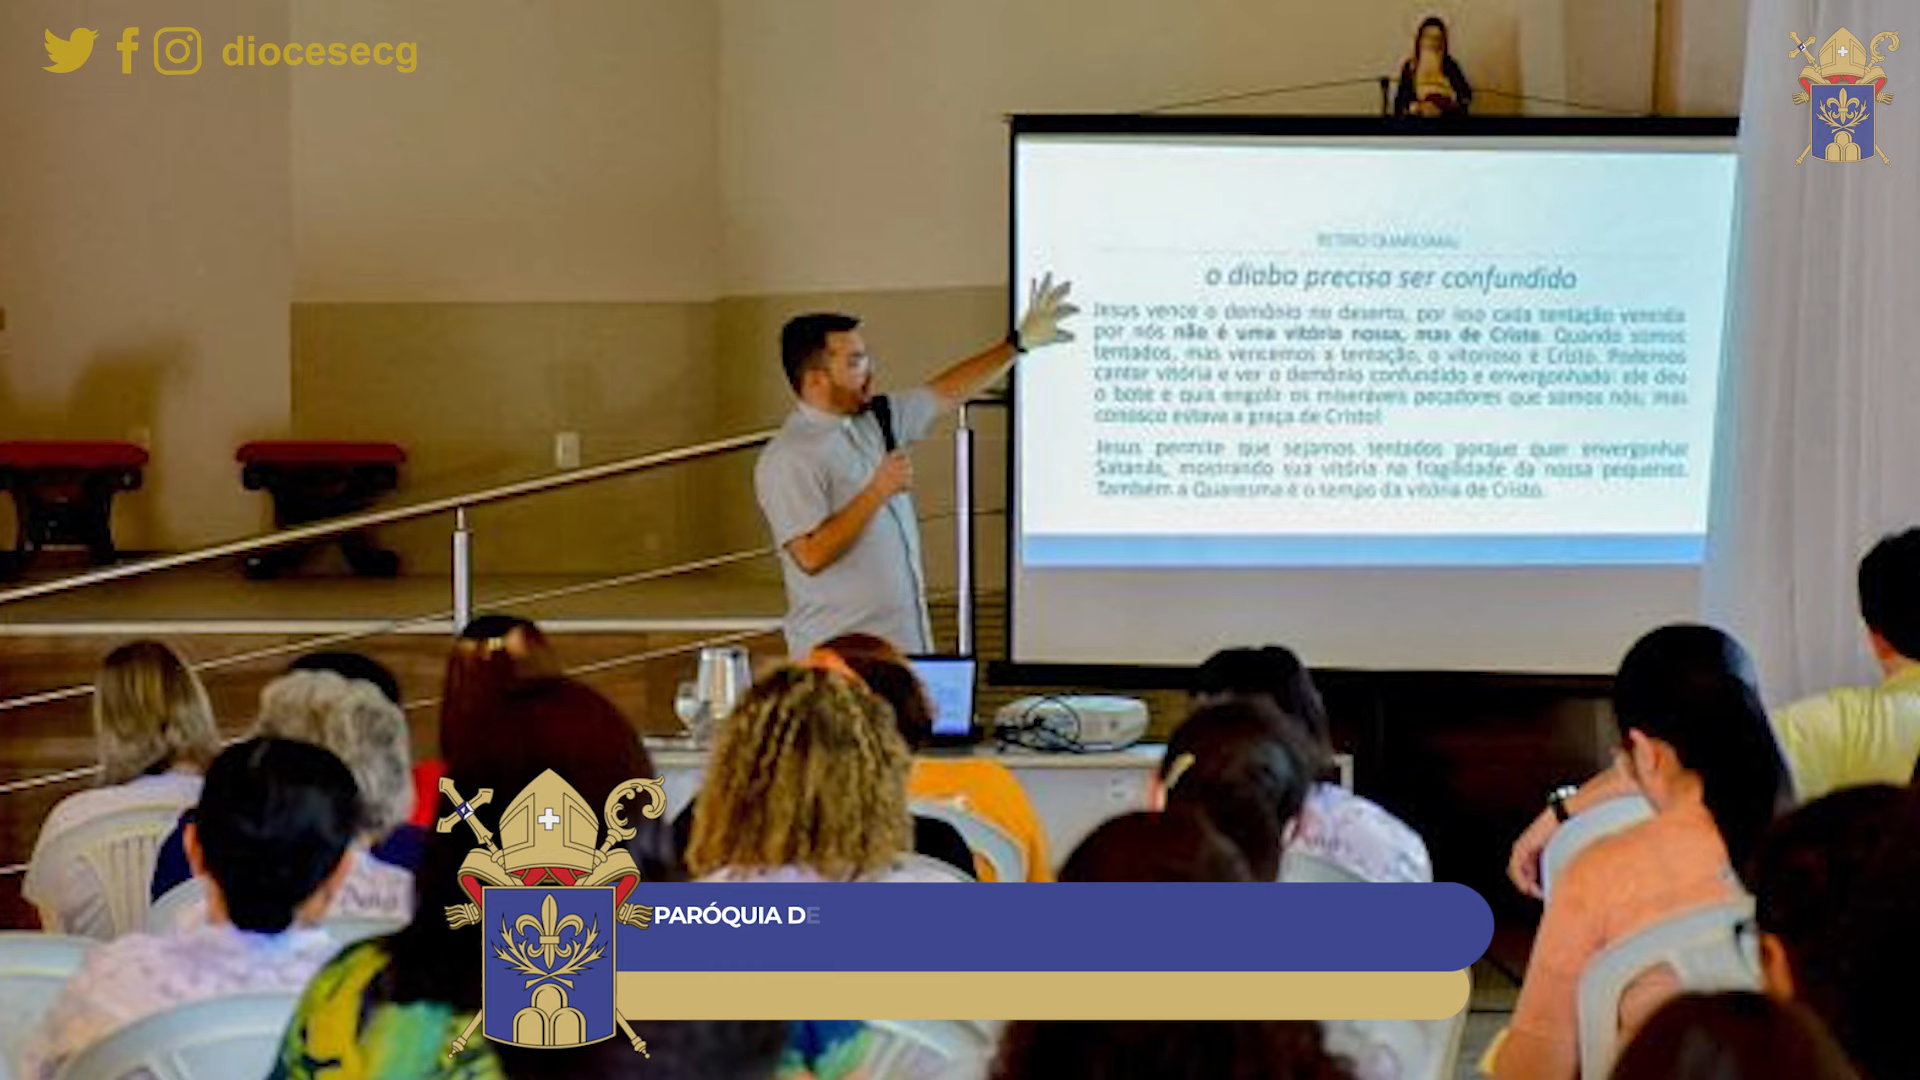 diocesecg
RETIRO QUARESMAL
o diabo precisa ser confundido
Jesus vence o demônio no deserto, por isso cada tentação vencida
por nós não é uma vitória nossa, mas de Cristo. Quando somos
tentados, mas vencemos a tentação, o vitorioso é Cristo. Podemos
cantar vitória e ver o demônio confundido e envergonhado: ele deu
o bote e quis engolir os miseráveis pecadores que somos nós, mas
conosco estava a graça de Cristo!
Jesus permite que sejamos tentados porque quer envergonhar
Satanás, mostrando sua vitória na fragilidade da nossa pequenez.
Também a Quaresma é o tempo da vitória de Cristo.
PARÓQUIA DE